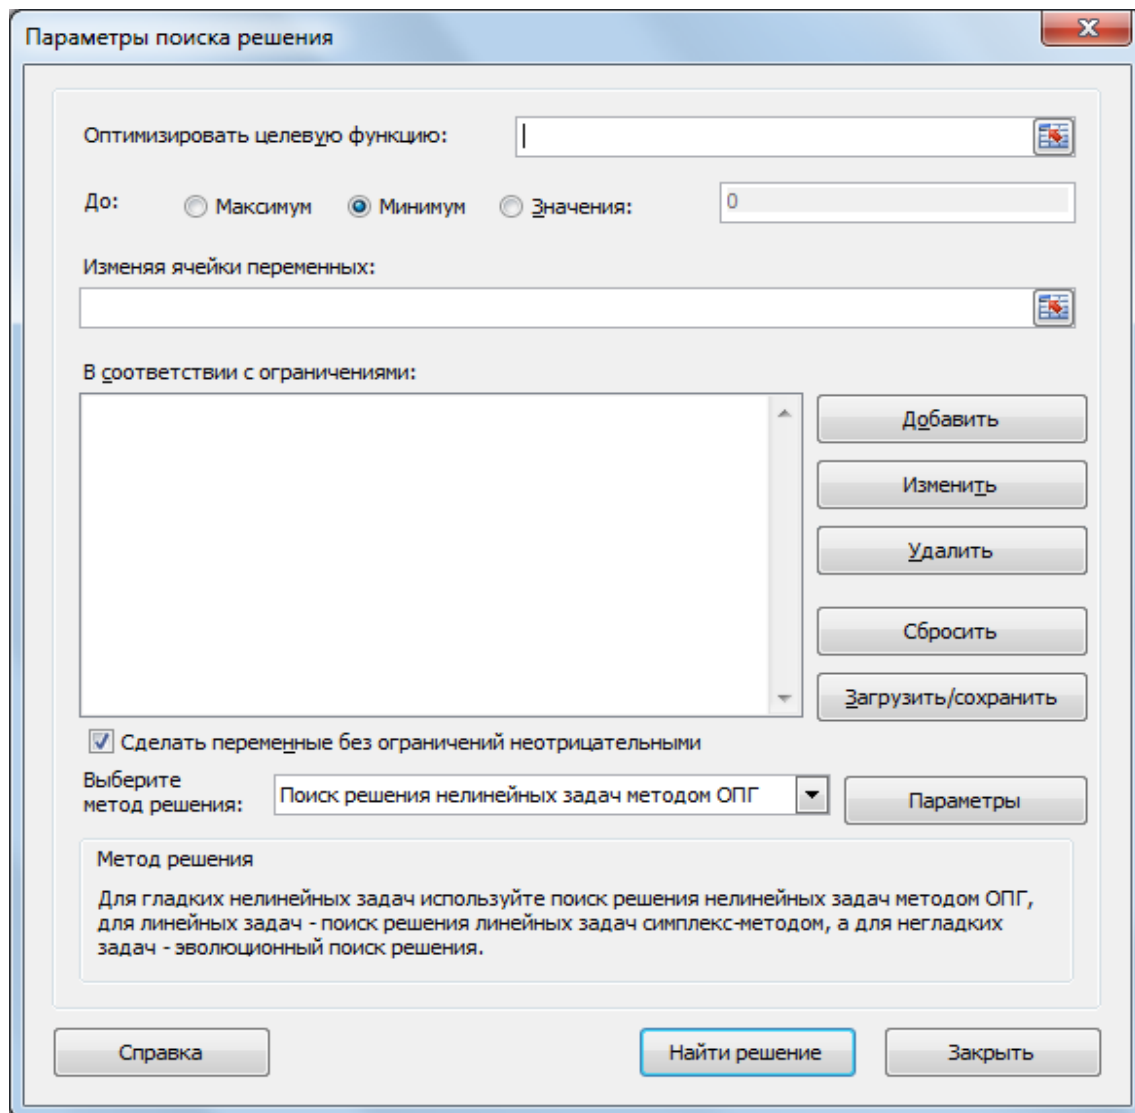 Параметры поиска решения
Оптимизировать целевую функцию:
До:
Максимум
Минимум
Значения:
0
Изменяя ячейки переменных:
В соответствии с ограничениями:
Добавить
Изменить
Удалить
Сбросить
Загрузить/сохранить
Сделать переменные без ограничений неотрицательными
Выберите
метод решения:
Поиск решения нелинейных задач методом ОПГ
Параметры
Метод решения
Для гладких нелинейных задач используйте поиск решения нелинейных задач методом ОПГ,
для линейных задач - поиск решения линейных задач симплекс-методом, а для негладких
задач - эволюционный поиск решения.
Справка
Найти решение
Закрыть